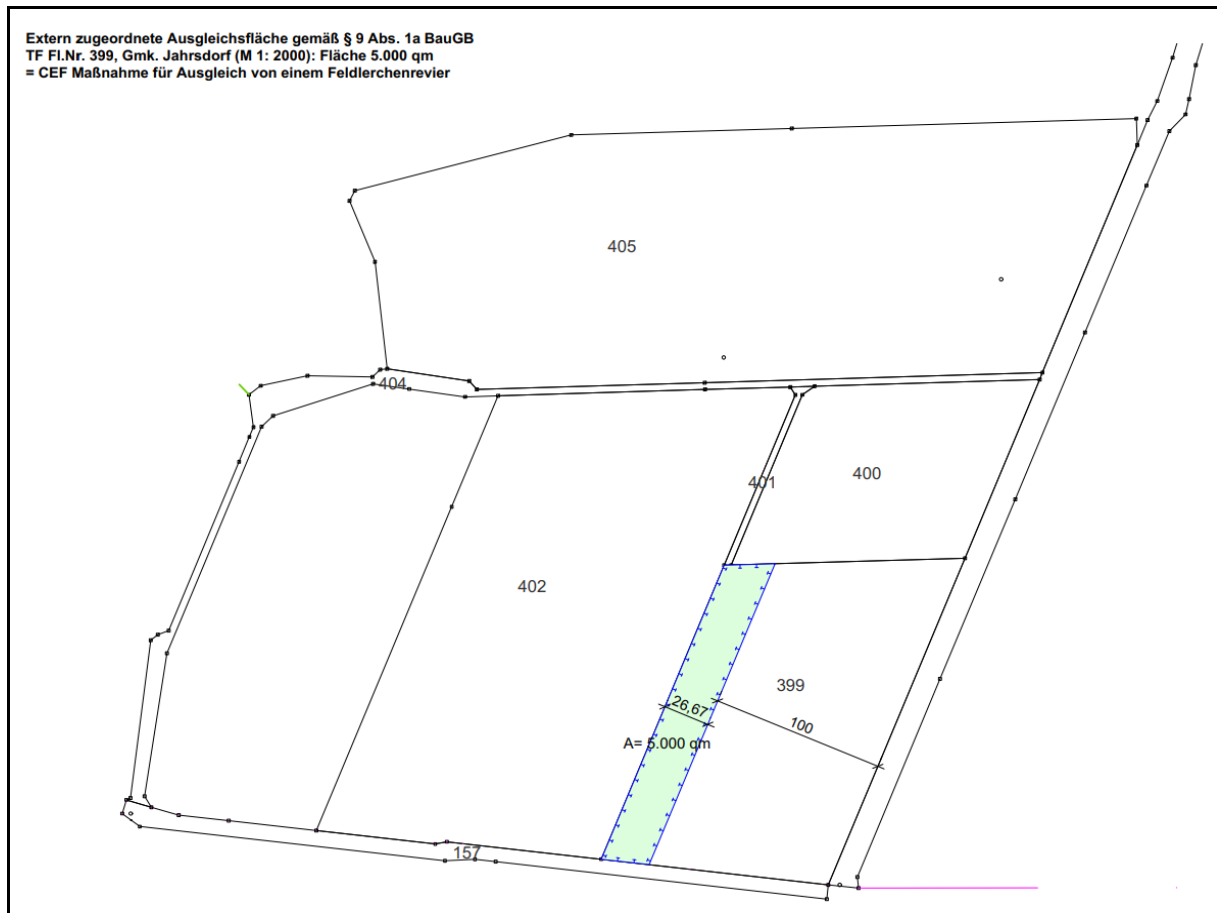 Extern zugeordnete Ausgleichsfläche gemäß § 9 Abs. 1a BauGB
TF Fl.Nr. 399, Gmk. Jahrsdorf (M 1: 2000): Fläche 5.000 qm
= CEF Maßnahme für Ausgleich von einem Feldlerchenrevier
405
404
400
401
402
399
26,67
100
A= 5.000 qm
157